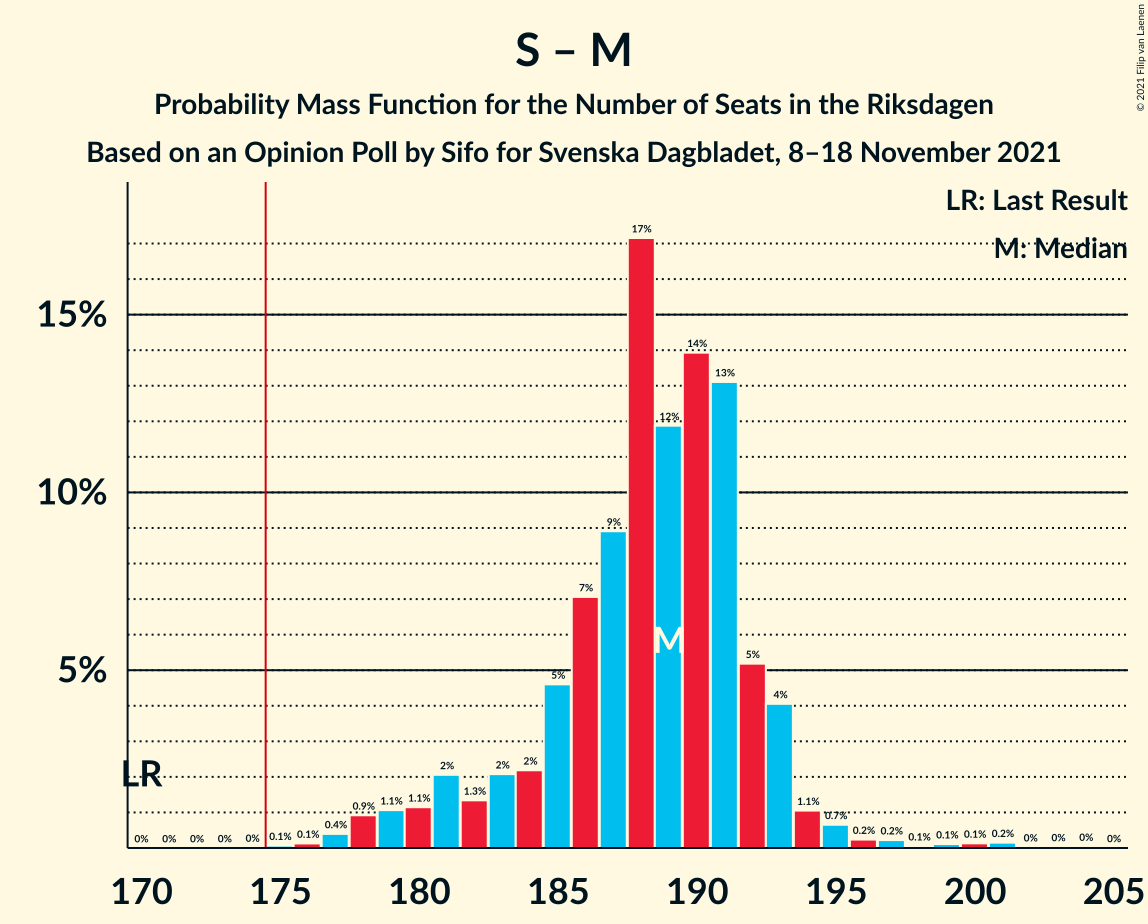 S – M
Probability Mass Function for the Number of Seats in the Riksdagen
Based on an Opinion Poll by Sifo for Svenska Dagbladet, 8–18 November 2021
© 2021 Filip van Laenen
LR: Last Result
M: Median
15%
10%
5%
LR
M
0% 0% 0% 0% 0% 0.1% 0.1% 0.4% 0.9% 1.1% 1.1% 2% 1.3% 2% 2% 5% 7% 9% 17% 12% 14% 13% 5% 4% 1.1% 0.7% 0.2% 0.2% 0.1% 0.1% 0.1% 0.2% 0% 0% 0% 0%
170 175 180 185 190 195 200 205